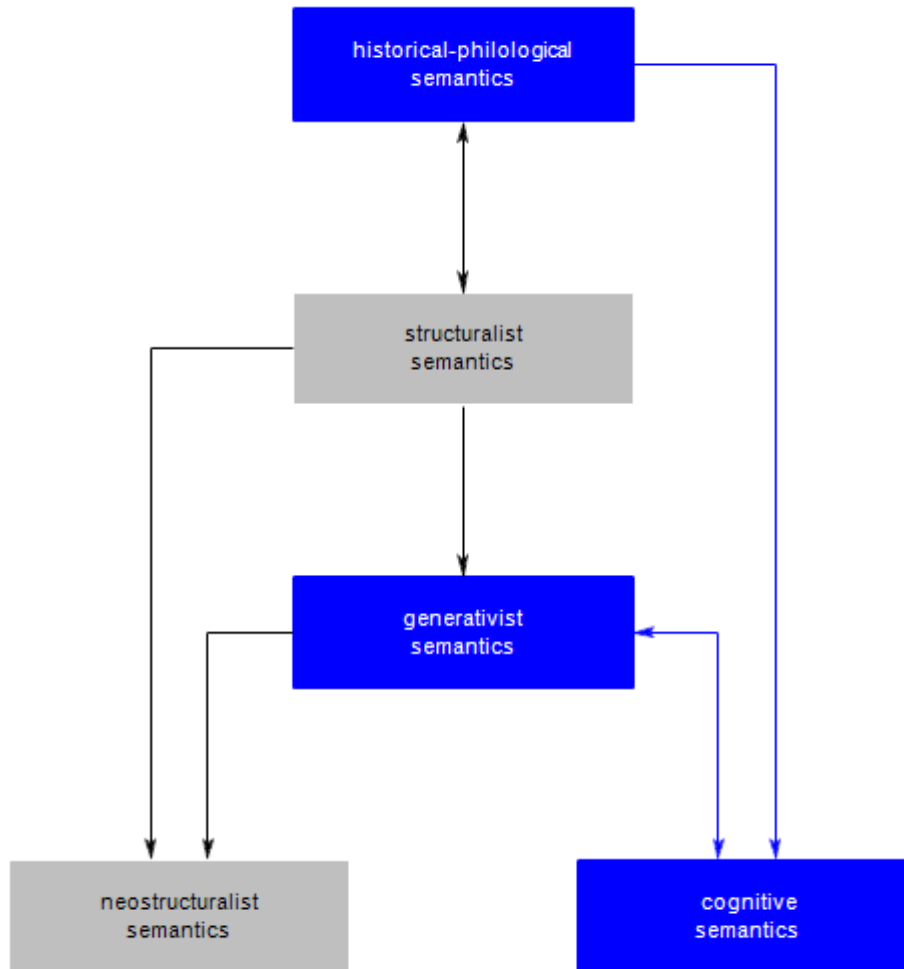 historical-philological
semantics
structuralist
semantics
generativist
semantics
neostructuralist
semantics
cognitive
semantics